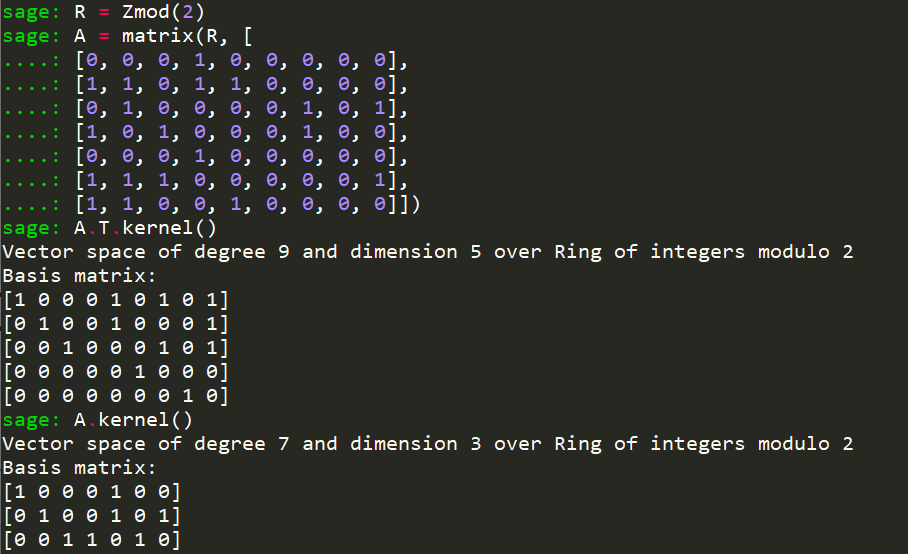 sage: R = Zmod(2)
sage: A = matrix(R, [
....: [0, 0, 0, 1, 0, 0, 0, 0, 0],
....: [1, 1, 0, 1, 1, 0, 0, 0, 0],
....: [0, 1, 0, 0, 0, 0, 1, 0, 1],
....: [1, 0, 1, 0, 0, 0, 1, 0, 0],
....: [0, 0, 0, 1, 0, 0, 0, 0, 0],
....: [1, 1, 1, 0, 0, 0, 0, 0, 1],
....: [1, 1, 0, 0, 1, 0, 0, 0, 0]])
sage: A.T.kernel()
Vector space of degree 9 and dimension 5 over Ring of integers modulo 2
Basis matrix:
[1 0 0 0 1 0 1 0 1]
[0 1 0 0 1 0 0 0 1]
[0 0 1 0 0 0 1 0 1]
[0 0 0 0 0 1 0 0 0]
[0 0 0 0 0 0 0 1 0]
sage: A.kernel()
Vector space of degree 7 and dimension 3 over Ring of integers modulo 2
Basis matrix:
[1 0 0 0 1 0 0]
[0 1 0 0 1 0 1]
[0 0 1 1 0 1 0]